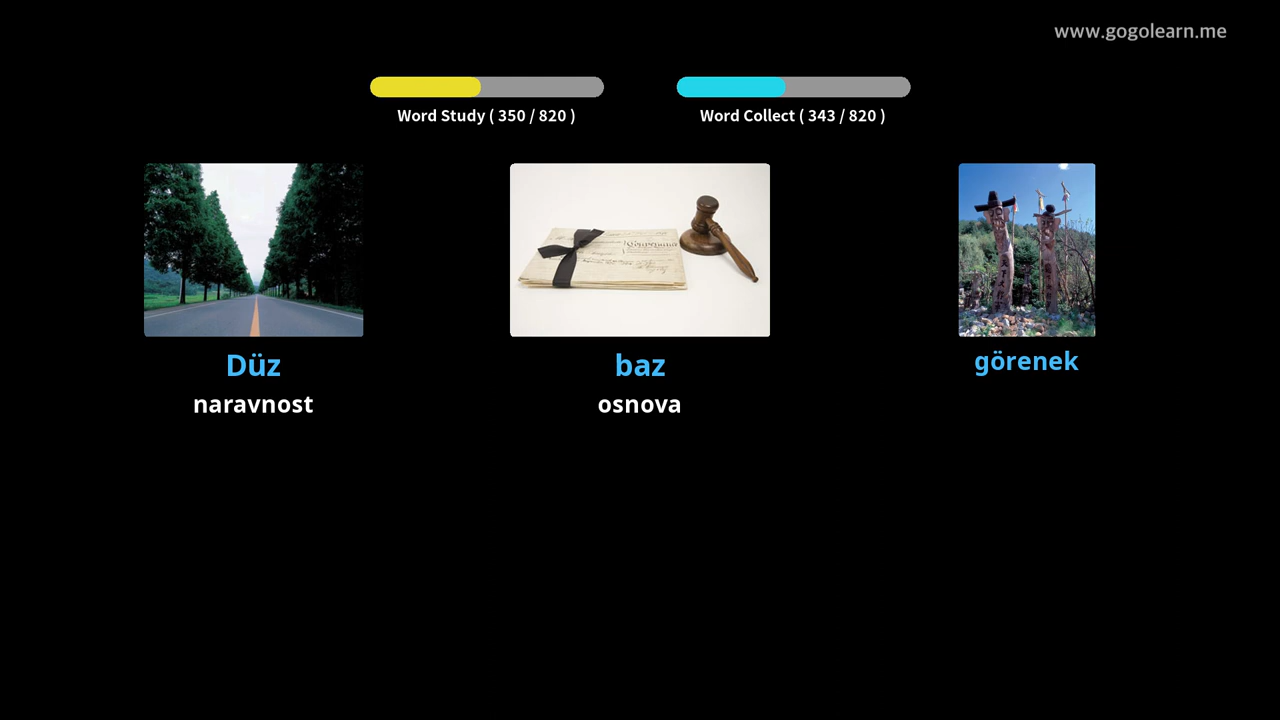 www.gogolearn.me
Word Study ( 350 / 820 )
Word Collect ( 343 / 820 )
Düz
baz
görenek
naravnost
osnova